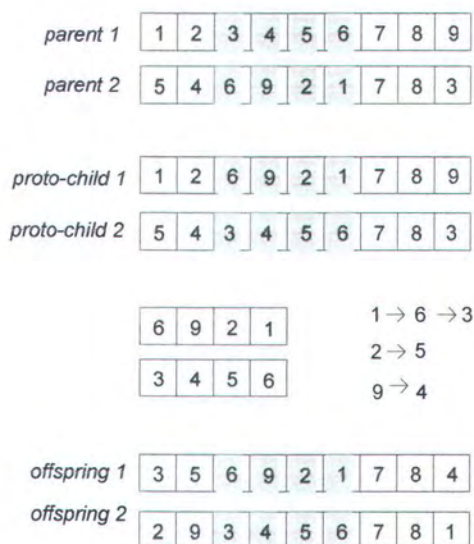 parent 1 1 2 3 4 5 6 7 8 9
parent 2 5 4 6 9 2 1 7 8 3
proto-child 1 1 2 6 9 2 1 7 8 9
proto-child 2 5 4 3 4 5 6 7 8 3
6 9 2 1
3 4 5 6
1 → 6 → 3
2 → 5
9 → 4
offspring 1 3 5 6 9 2 1 7 8 4
offspring 2 2 9 3 4 5 6 7 8 1